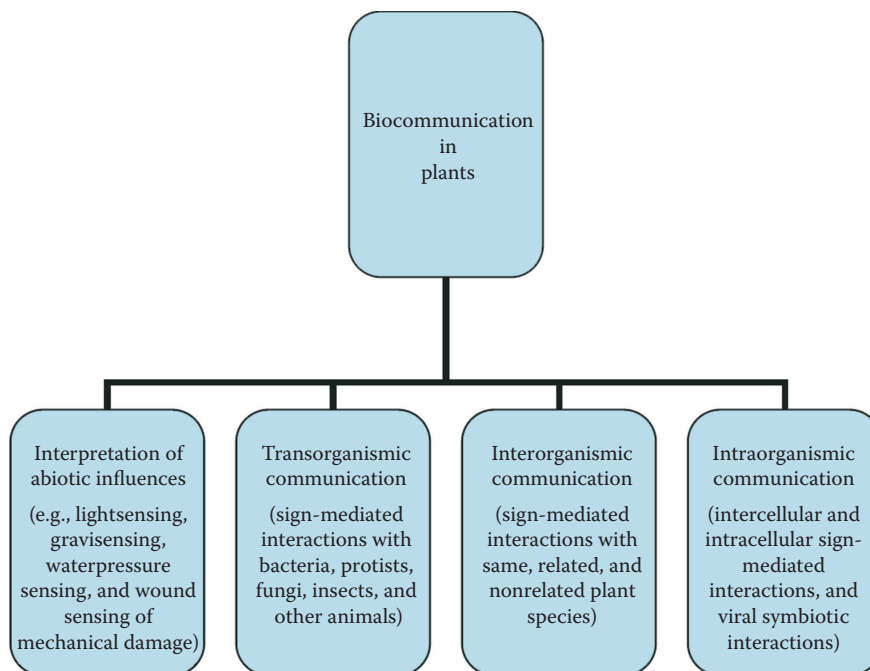 Biocommunication
in
plants
Interpretation of
abiotic influences
(e.g., lightsensing,
gravisensing,
waterpressure
sensing, and wound
sensing of
mechanical damage)
Transorganismic
communication
(sign-mediated
interactions with
bacteria, protists,
fungi, insects, and
other animals)
Interorganismic
communication
(sign-mediated
interactions with
same, related, and
nonrelated plant
species)
Intraorganismic
communication
(intercellular and
intracellular sign-
mediated
interactions, and
viral symbiotic
interactions)